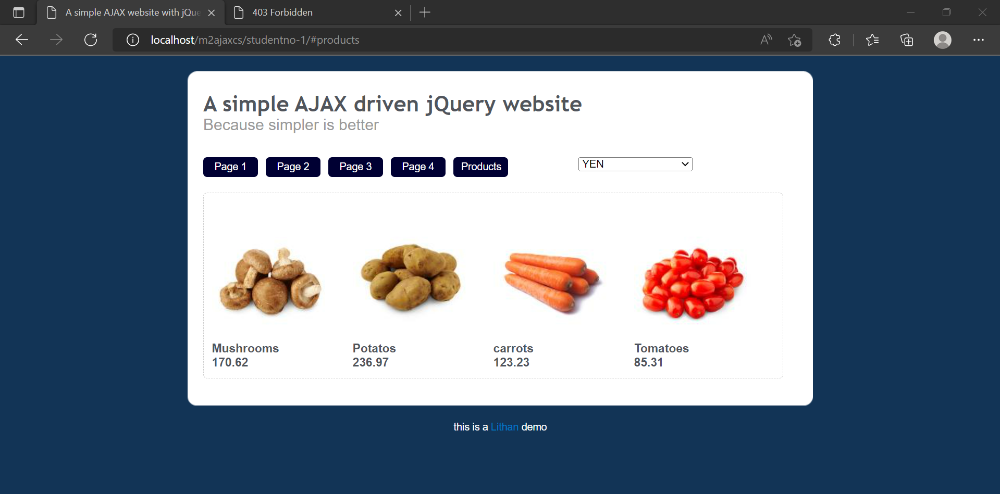 A simple AJAX website with jQue
403 Forbidden
localhost/m2ajaxcs/studentno-1/#products
A simple AJAX driven jQuery website
Because simpler is better
Page 1 Page 2 Page 3 Page 4 Products YEN
Mushrooms Potatos carrots Tomatoes
170.62 236.97 123.23 85.31
this is a Lithan demo